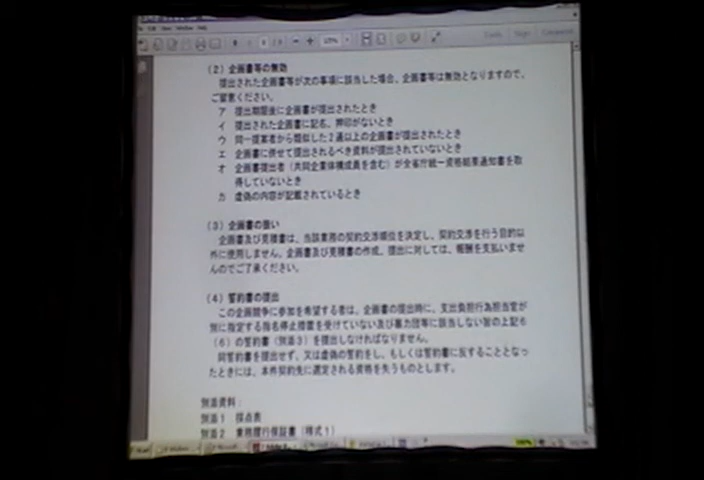 (2)企画書等の無効
提出された企画書等が次の事項に該当した場合、企画書等は無効となりますので、
ご留意ください。
ア 提出期限後に企画書が提出されたとき
イ 提出された企画書に記名、押印がないとき
ウ 同一提案者から類似した2通以上の企画書が提出されたとき
エ 企画書に併せて提出されるべき資料が提出されていないとき
オ 企画書提出者(共同企業体構成員を含む)が全省庁統一資格結果通知書を取
得していないとき
カ 虚偽の内容が記載されているとき
(3)企画書の扱い
企画書及び見積書は、当該業務の契約交渉順位を決定し、契約交渉を行う目的以
外に使用しません。企画書及び見積書の作成、提出に対しては、報酬を支払いませ
んのでご了承ください。
(4)誓約書の提出
この企画競争に参加を希望する者は、企画書の提出時に、支出負担行為担当官が
別に指定する指名停止措置を受けていない及び暴力団等に該当しない旨の上記6
(6)の誓約書(別添3)を提出しなければなりません。
同誓約書を提出せず、又は虚偽の誓約をし、もしくは誓約書に反することとなっ
たときには、本件契約先に選定される資格を失うものとします。
別添資料:
別添1 採点表
別添2 業務履行保証書(様式1)